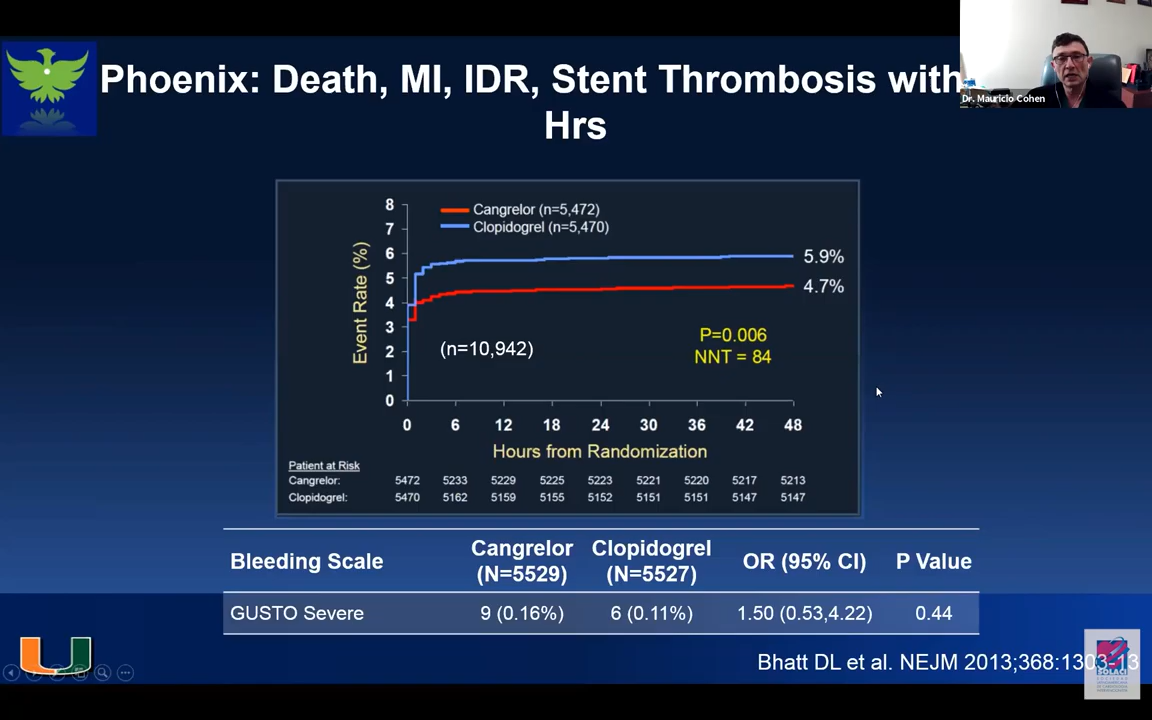 Phoenix: Death, MI, IDR, Stent Thrombosis with
Hrs
Dr. Mauricio Cohen
8
7
6
5
4
3
2
1
0
Event Rate (%)
Cangrelor (n=5,472)
Clopidogrel (n=5,470)
5.9%
4.7%
P=0.006
NNT = 84
(n=10,942)
0 6 12 18 24 30 36 42 48
Hours from Randomization
Patient at Risk
Cangrelor: 5472 5233 5229 5225 5223 5221 5220 5217 5213
Clopidogrel: 5470 5162 5159 5155 5152 5151 5151 5147 5147
Bleeding Scale Cangrelor (N=5529) Clopidogrel (N=5527) OR (95% CI) P Value
GUSTO Severe 9 (0.16%) 6 (0.11%) 1.50 (0.53,4.22) 0.44
Bhatt DL et al. NEJM 2013;368:1303-13
SOLACI